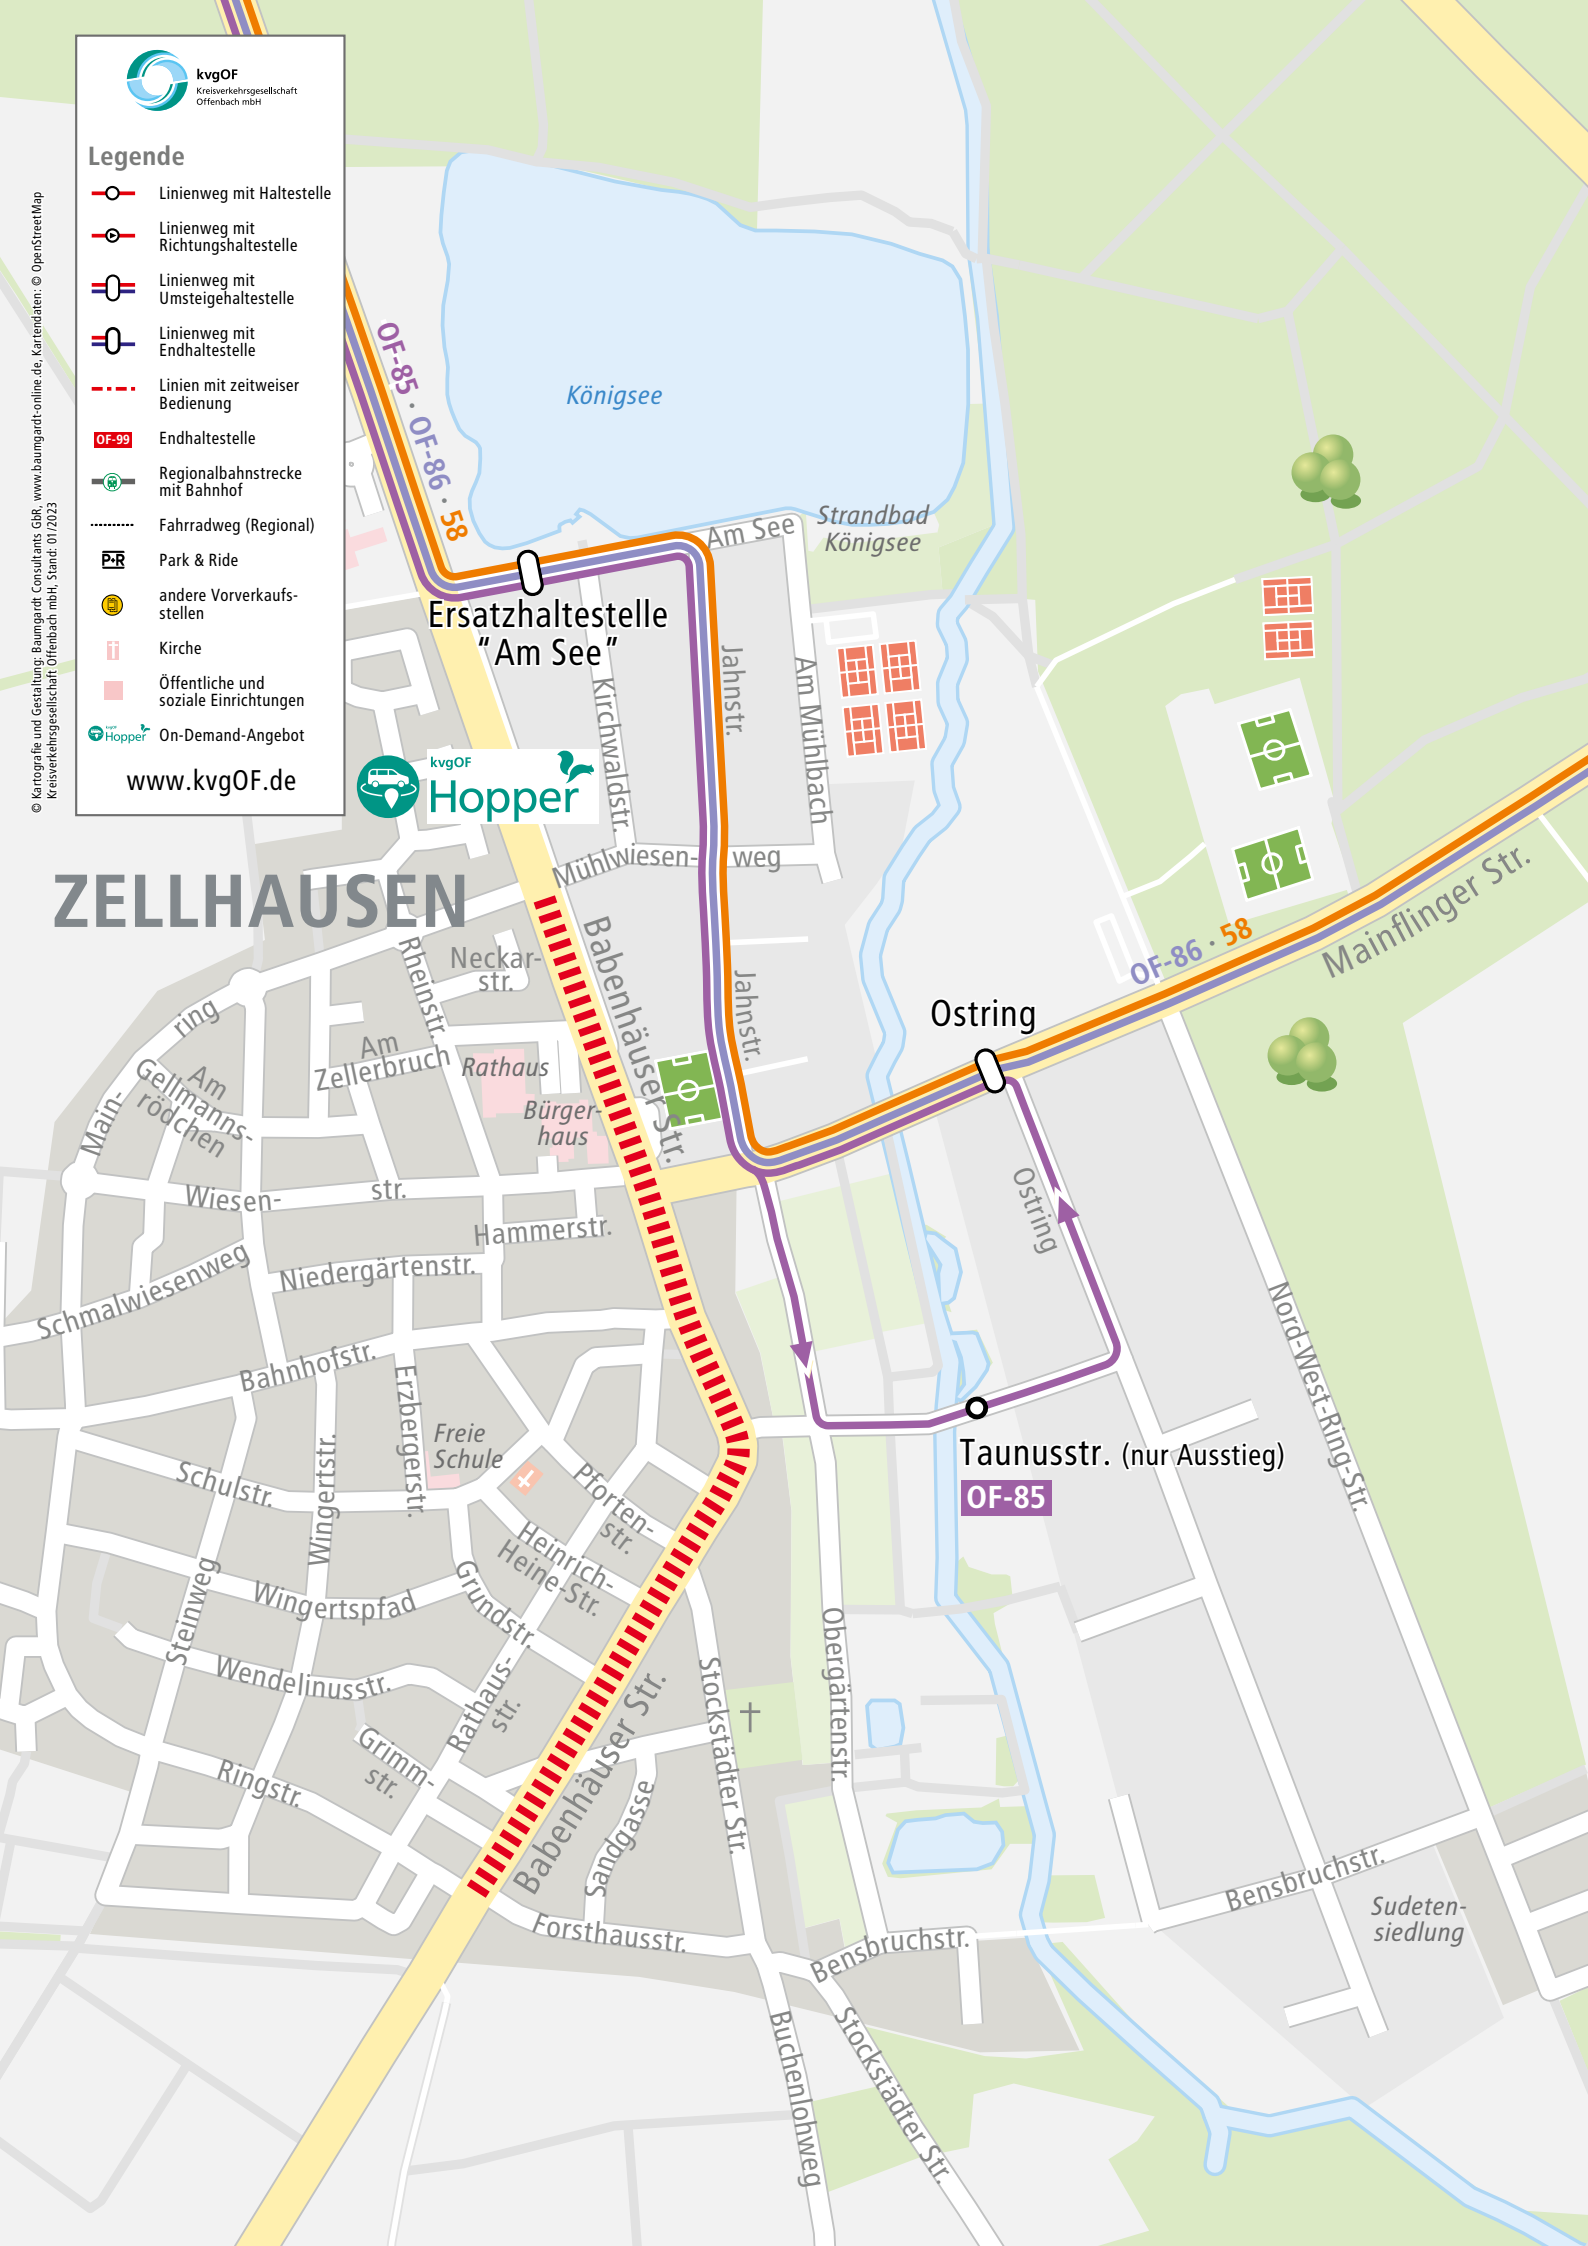 kvgOF
Kreisverkehrsgesellschaft
Offenbach mbH
Legende
Linienweg mit Haltestelle
Linienweg mit
Richtungshaltestelle
Linienweg mit
Umsteigehaltestelle
Linienweg mit
Endhaltestelle
Linien mit zeitweiser
Bedienung
OF-99
Endhaltestelle
Regionalbahnstrecke
mit Bahnhof
Fahrradweg (Regional)
P+R
Park & Ride
andere Vorverkaufs-
stellen
Kirche
Öffentliche und
soziale Einrichtungen
kvgOF
Hopper
On-Demand-Angebot
www.kvgOF.de
© Kartografie und Gestaltung: Baumgardt Consultants GbR, www.baumgardt-online.de, Kartendaten: © OpenStreetMap
Kreisverkehrsgesellschaft Offenbach mbH, Stand: 01/2023
OF-85 · OF-86 · 58
Königsee
Strandbad
Königsee
Am See
Ersatzhaltestelle
"Am See"
Kirchwaldstr.
Jahnstr.
Am Mühlbach
kvgOF
Hopper
Mühlwiesen-
weg
ZELLHAUSEN
Rheinstr.
Neckar-
str.
Babenhäuser Str.
Jahnstr.
OF-86 · 58
Mainflinger Str.
Ostring
Main-
ring
Am
Zellerbruch
Rathaus
Am
Gellmanns-
rödchen
Bürger-
haus
Wiesen-
str.
Hammerstr.
Ostring
Schmalwiesenweg
Niedergärtenstr.
Nord-West-Ring-Str.
Bahnhofstr.
Erzbergerstr.
Freie
Schule
Taunusstr. (nur Ausstieg)
OF-85
Schulstr.
Wingertstr.
Pforten-
str.
Heinrich-
Heine-Str.
Steinweg
Wingertspfad
Grundstr.
Obergärtenstr.
Wendelinusstr.
Rathaus-
str.
Stockstädter Str.
Babenhäuser Str.
Grimm-
str.
Ringstr.
Sandgasse
Bensbruchstr.
Sudeten-
siedlung
Forsthausstr.
Bensbruchstr.
Buchenlohweg
Stockstädter Str.